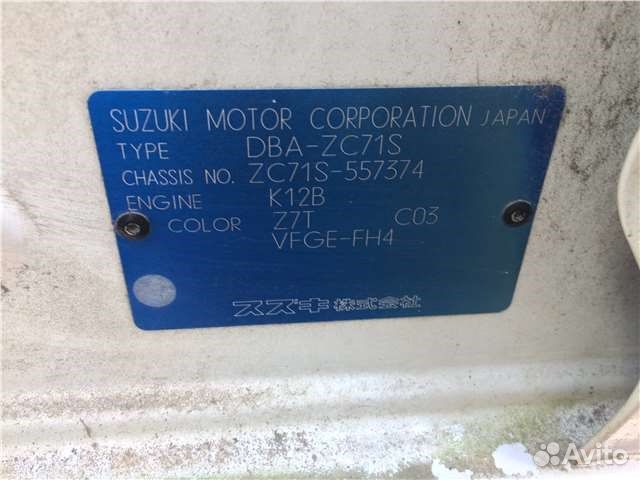 SUZUKI MOTOR CORPORATION JAPAN
TYPE DBA-ZC71S
CHASSIS NO. ZC71S-557374
ENGINE K12B
COLOR Z7T C03
VFGE-FH4
スズキ株式会社
Avito